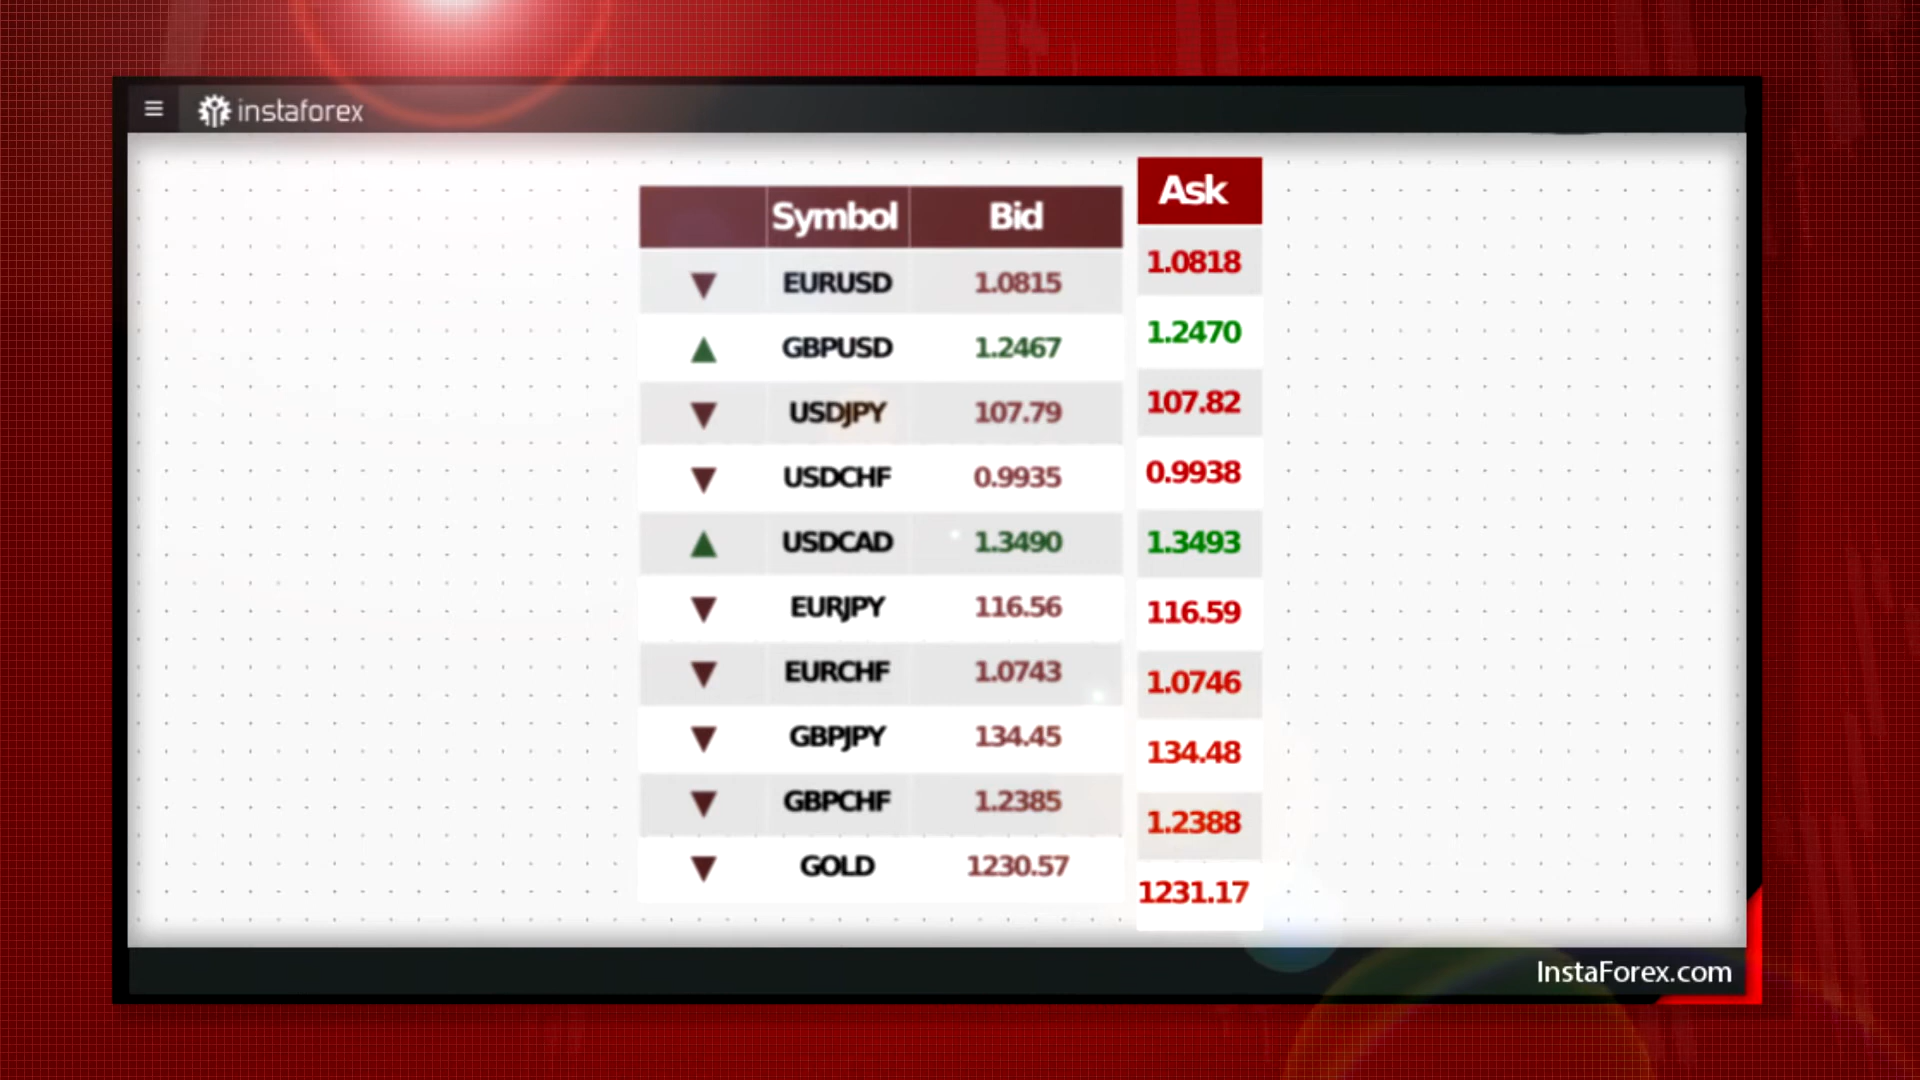 instaforex
Symbol Bid Ask
▼ EURUSD 1.0815 1.0818
▲ GBPUSD 1.2467 1.2470
▼ USDJPY 107.79 107.82
▼ USDCHF 0.9935 0.9938
▲ USDCAD 1.3490 1.3493
▼ EURJPY 116.56 116.59
▼ EURCHF 1.0743 1.0746
▼ GBPJPY 134.45 134.48
▼ GBPCHF 1.2385 1.2388
▼ GOLD 1230.57 1231.17
InstaForex.com